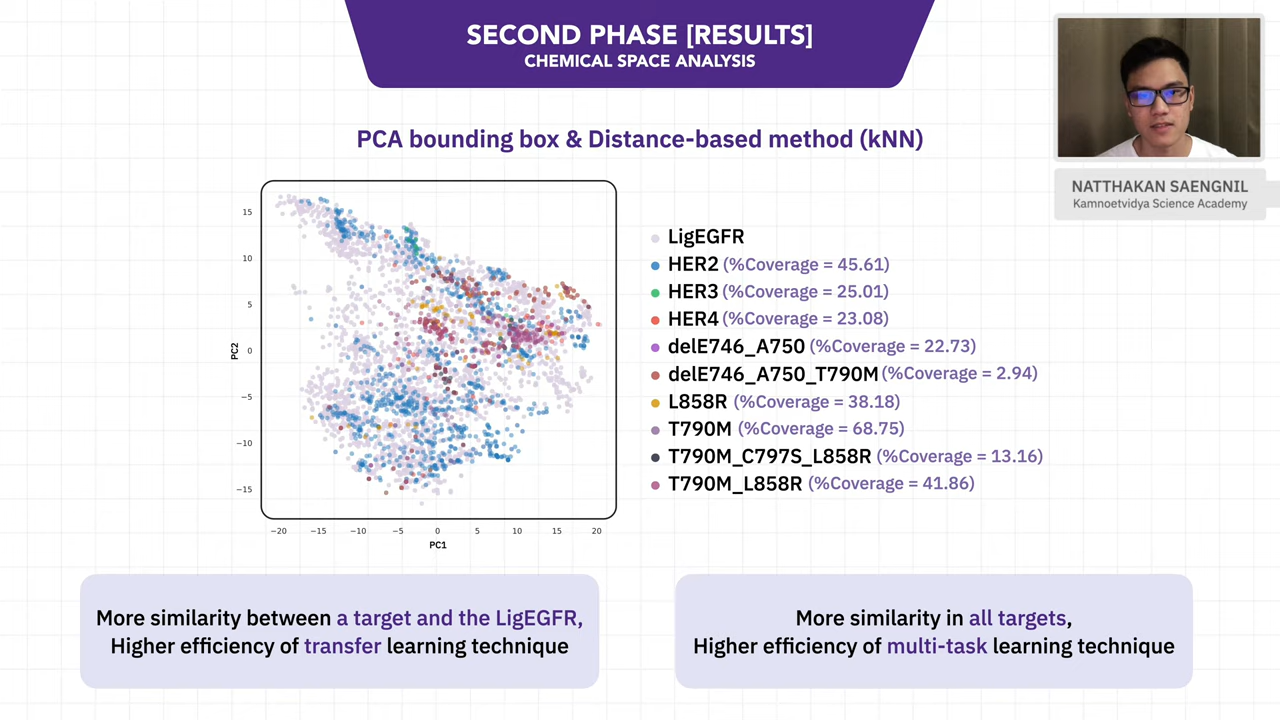 SECOND PHASE [RESULTS]
CHEMICAL SPACE ANALYSIS
NATTHAKAN SAENGNIL
Kamnoetvidya Science Academy
PCA bounding box & Distance-based method (kNN)
15
10
5
0
−5
−10
−15
PC2
−20 −15 −10 −5 0 5 10 15 20
PC1
LigEGFR
HER2 (%Coverage = 45.61)
HER3 (%Coverage = 25.01)
HER4 (%Coverage = 23.08)
delE746_A750 (%Coverage = 22.73)
delE746_A750_T790M (%Coverage = 2.94)
L858R (%Coverage = 38.18)
T790M (%Coverage = 68.75)
T790M_C797S_L858R (%Coverage = 13.16)
T790M_L858R (%Coverage = 41.86)
More similarity between a target and the LigEGFR,
Higher efficiency of transfer learning technique
More similarity in all targets,
Higher efficiency of multi-task learning technique